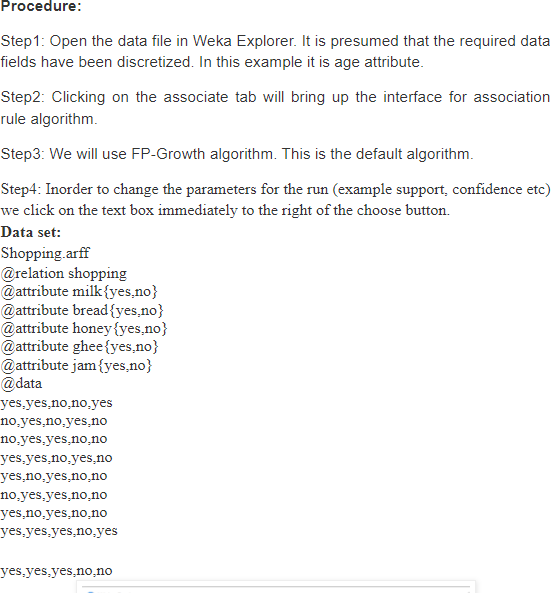 Procedure:
Step1: Open the data file in Weka Explorer. It is presumed that the required data
fields have been discretized. In this example it is age attribute.
Step2: Clicking on the associate tab will bring up the interface for association
rule algorithm.
Step3: We will use FP-Growth algorithm. This is the default algorithm.
Step4: Inorder to change the parameters for the run (example support, confidence etc)
we click on the text box immediately to the right of the choose button.
Data set:
Shopping.arff
@relation shopping
@attribute milk{yes,no}
@attribute bread{yes,no}
@attribute honey{yes,no}
@attribute ghee{yes,no}
@attribute jam{yes,no}
@data
yes,yes,no,no,yes
no,yes,no,yes,no
no,yes,yes,no,no
yes,yes,no,yes,no
yes,no,yes,no,no
no,yes,yes,no,no
yes,no,yes,no,no
yes,yes,yes,no,yes
yes,yes,yes,no,no